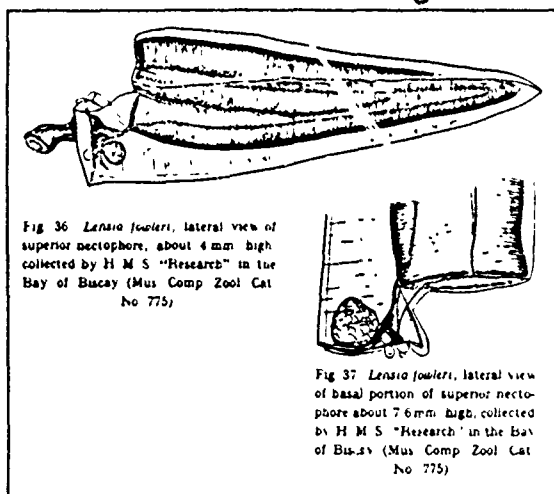 Fig 36 Lensia fowleri, lateral view of
superior nectophore, about 4 mm high
collected by H M S "Research" in the
Bay of Biscay (Mus Comp Zool Cat
No 775)
Fig 37 Lensia fowleri, lateral view
of basal portion of superior necto-
phore about 7 6 mm high, collected
by H M S "Research" in the Bay
of Biscay (Mus Comp Zool Cat
No 775)